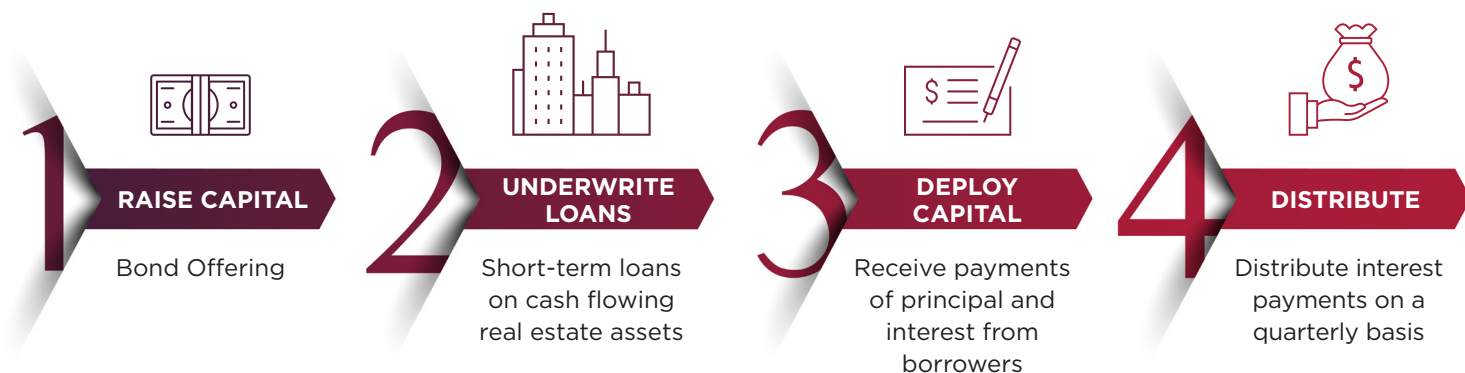 1
RAISE CAPITAL
Bond Offering
2
UNDERWRITE
LOANS
Short-term loans
on cash flowing
real estate assets
3
$
DEPLOY
CAPITAL
Receive payments
of principal and
interest from
borrowers
4
$
DISTRIBUTE
Distribute interest
payments on a
quarterly basis